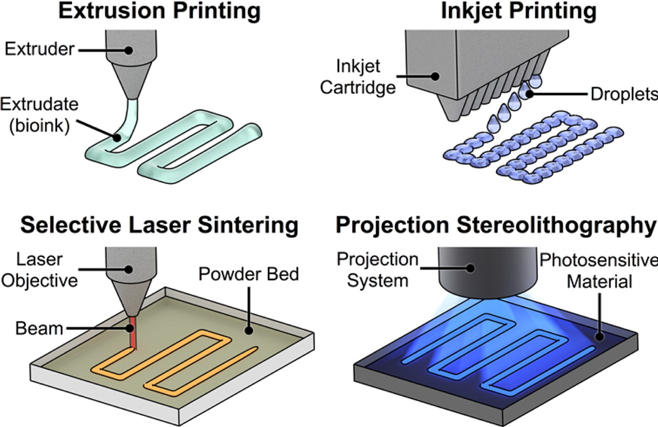 Extrusion Printing
Extruder
Extrudate
(bioink)
Inkjet Printing
Inkjet
Cartridge
Droplets
Selective Laser Sintering
Laser
Objective
Powder Bed
Beam
Projection Stereolithography
Projection
System
Photosensitive
Material